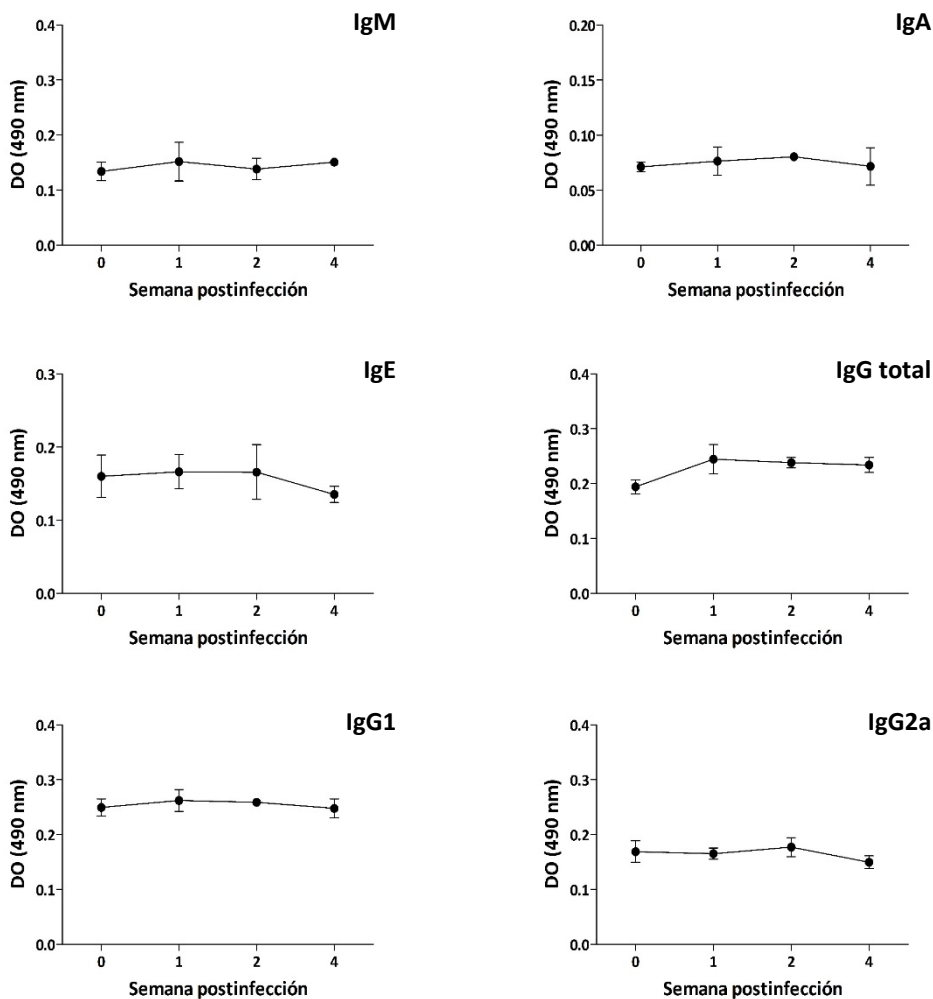 IgM
0.4
0.3
0.2
0.1
0.0
DO (490 nm)
0 1 2 4
Semana postinfección
IgA
0.20
0.15
0.10
0.05
0.00
DO (490 nm)
0 1 2 4
Semana postinfección
IgE
0.3
0.2
0.1
0.0
DO (490 nm)
0 1 2 4
Semana postinfección
IgG total
0.4
0.3
0.2
0.1
0.0
DO (490 nm)
0 1 2 4
Semana postinfección
IgG1
0.4
0.3
0.2
0.1
0.0
DO (490 nm)
0 1 2 4
Semana postinfección
IgG2a
0.4
0.3
0.2
0.1
0.0
DO (490 nm)
0 1 2 4
Semana postinfección